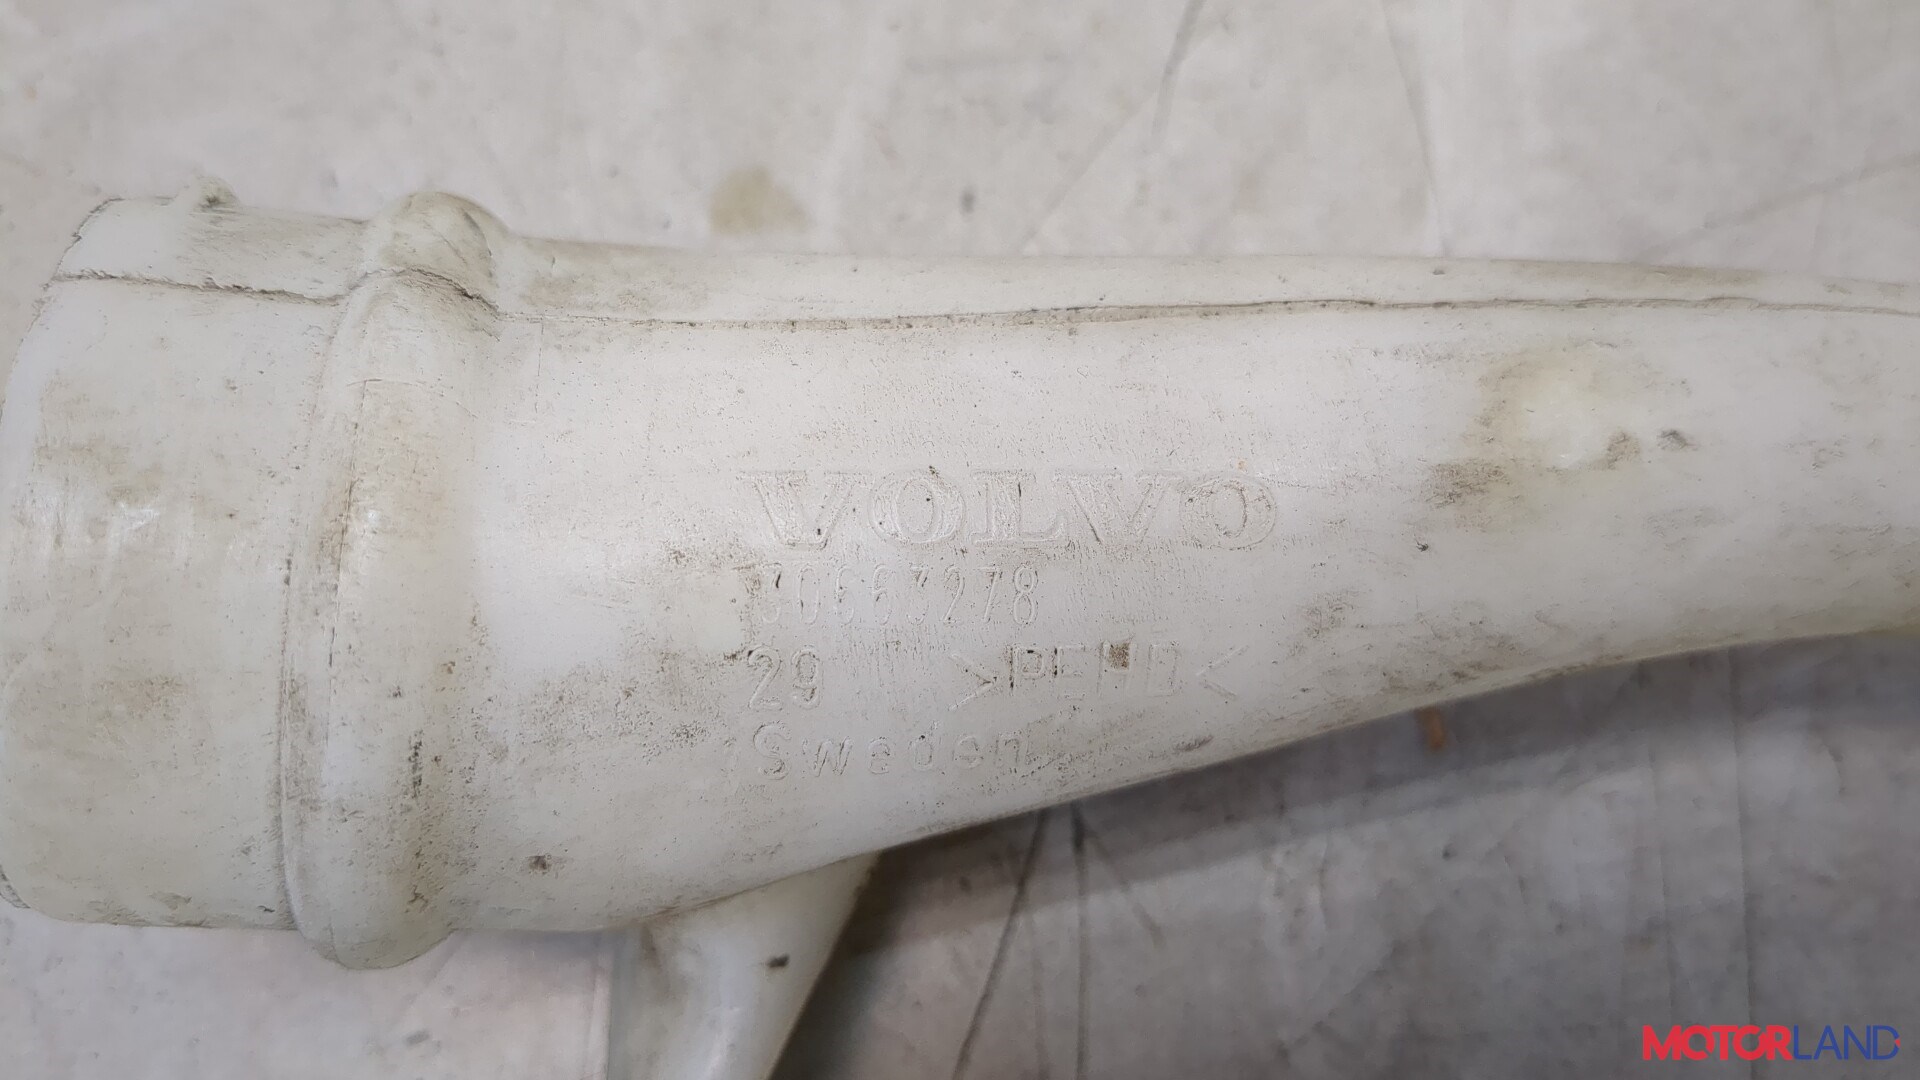 VOLVO
30663278
29 >PEHD<
Sweden
MOTORLAND